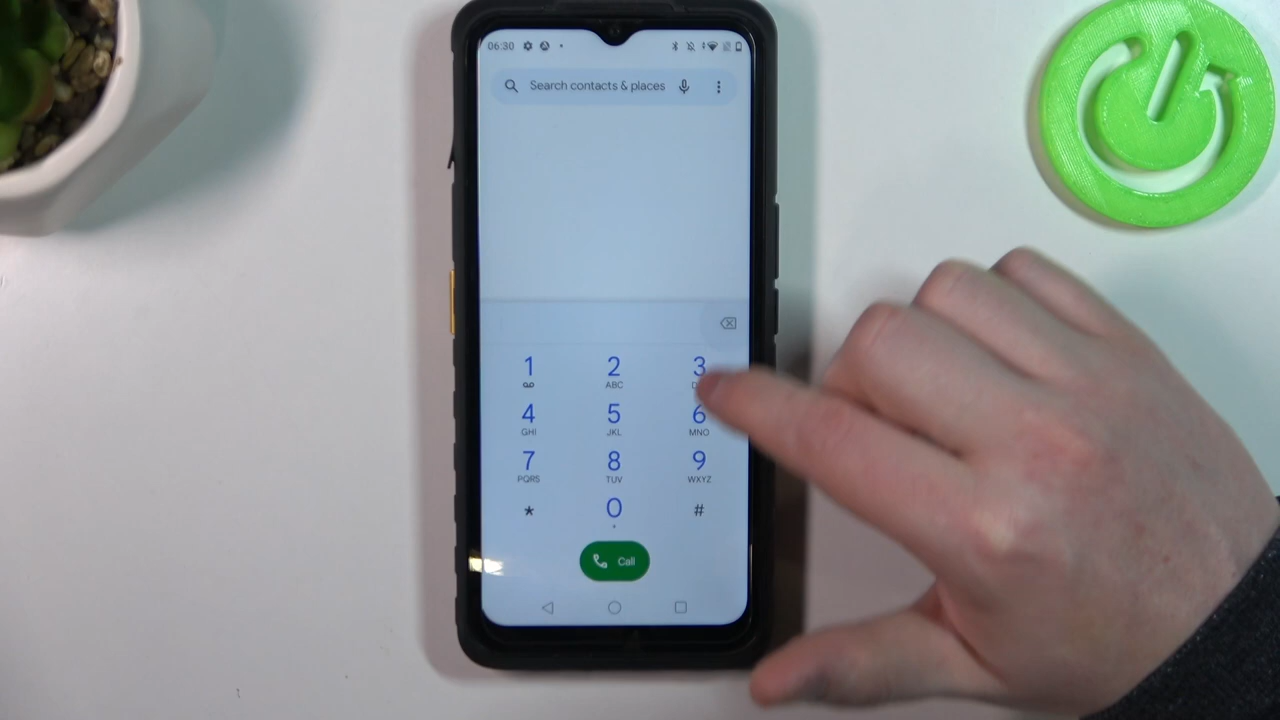 06:30
Search contacts & places
1 2 3
ABC
4 5 6
GHI JKL MNO
7 8 9
PQRS TUV WXYZ
* 0 #
Call